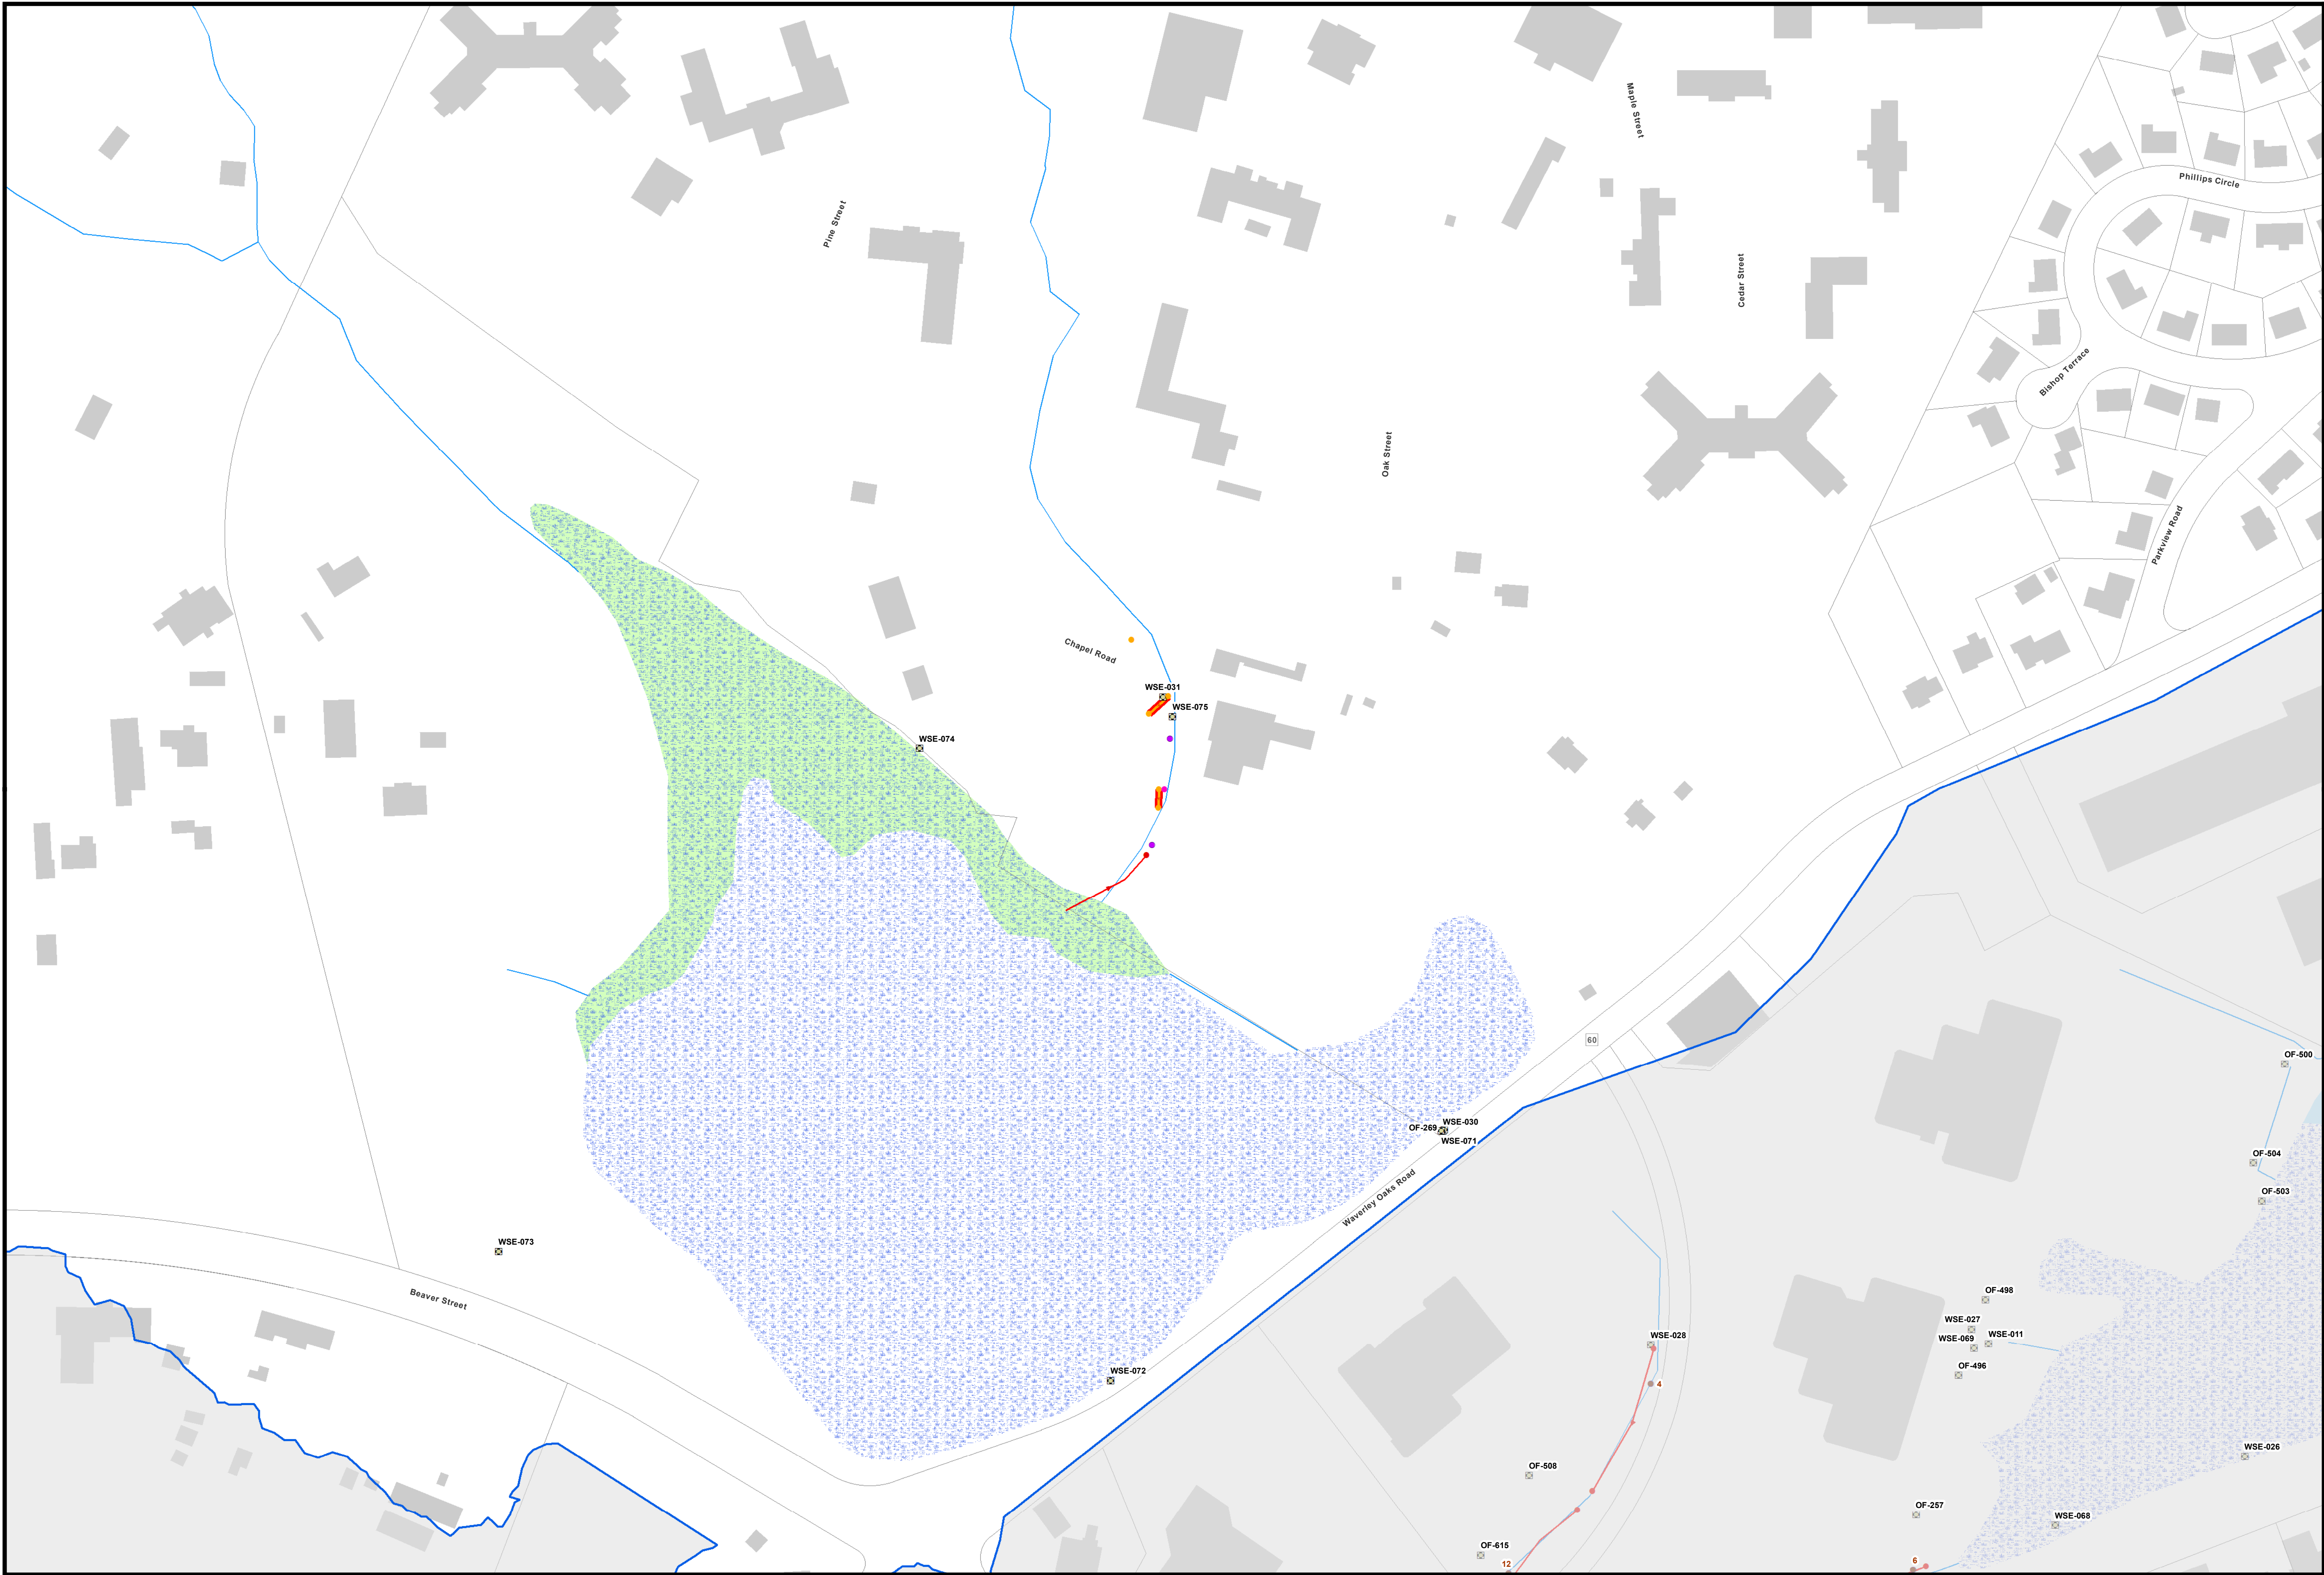 Maple Street
Phillips Circle
Pine Street
Cedar Street
Bishop Terrace
Oak Street
Parkview Road
Chapel Road
WSE-031
WSE-075
WSE-074
60
OF-500
WSE-030
OF-269
WSE-071
OF-504
OF-503
Waverley Oaks Road
WSE-073
Beaver Street
OF-498
WSE-027
WSE-011
WSE-028
WSE-069
OF-496
WSE-072
4
WSE-026
OF-508
OF-257
WSE-068
OF-615
12
6